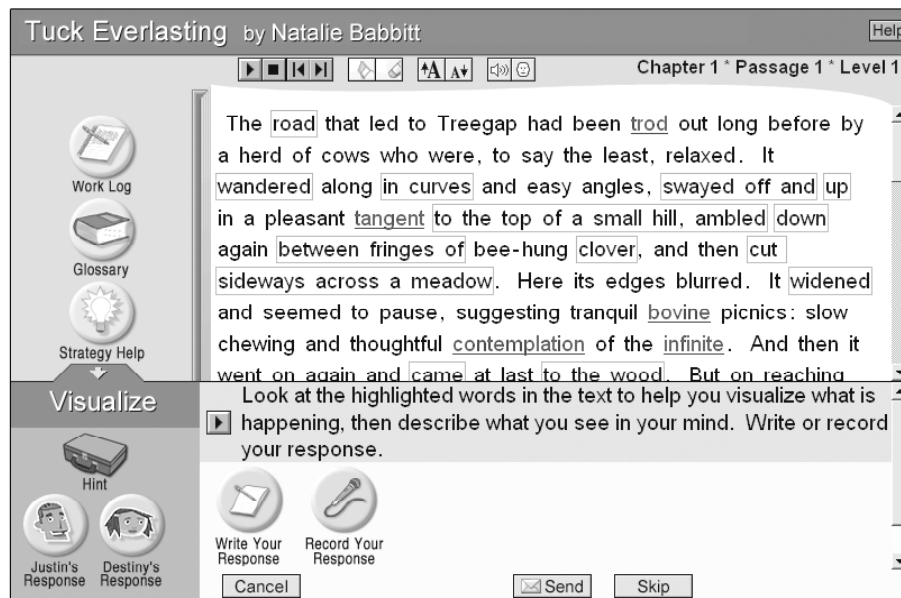 Tuck Everlasting by Natalie Babbitt
Help
A A
Chapter 1 * Passage 1 * Level 1
Work Log
Glossary
Strategy Help
The road that led to Treegap had been trod out long before by
a herd of cows who were, to say the least, relaxed. It
wandered along in curves and easy angles, swayed off and up
in a pleasant tangent to the top of a small hill, ambled down
again between fringes of bee-hung clover, and then cut
sideways across a meadow. Here its edges blurred. It widened
and seemed to pause, suggesting tranquil bovine picnics: slow
chewing and thoughtful contemplation of the infinite. And then it
went on again and came at last to the wood. But on reaching
Visualize
Hint
Justin's
Response
Destiny's
Response
Look at the highlighted words in the text to help you visualize what is
happening, then describe what you see in your mind. Write or record
your response.
Write Your
Response
Record Your
Response
Cancel
Send
Skip